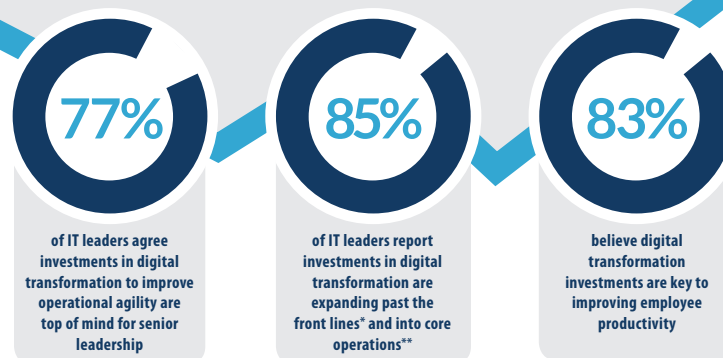 77%
of IT leaders agree
investments in digital
transformation to improve
operational agility are
top of mind for senior
leadership
85%
of IT leaders report
investments in digital
transformation are
expanding past the
front lines* and into core
operations**
83%
believe digital
transformation
investments are key to
improving employee
productivity